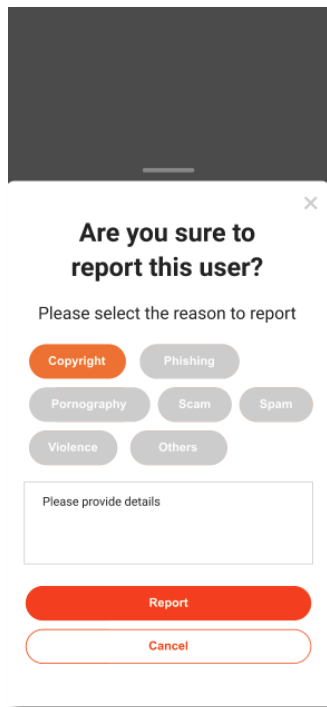 Are you sure to
report this user?
Please select the reason to report
Copyright Phishing
Pornography Scam Spam
Violence Others
Please provide details
Report
Cancel